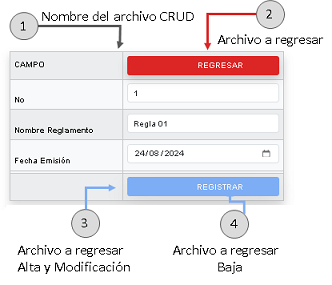 1
Nombre del archivo CRUD
2
Archivo a regresar
CAMPO
REGRESAR
No
1
Nombre Reglamento
Regla 01
Fecha Emisión
24/08/2024
REGISTRAR
3
4
Archivo a regresar
Alta y Modificación
Archivo a regresar
Baja